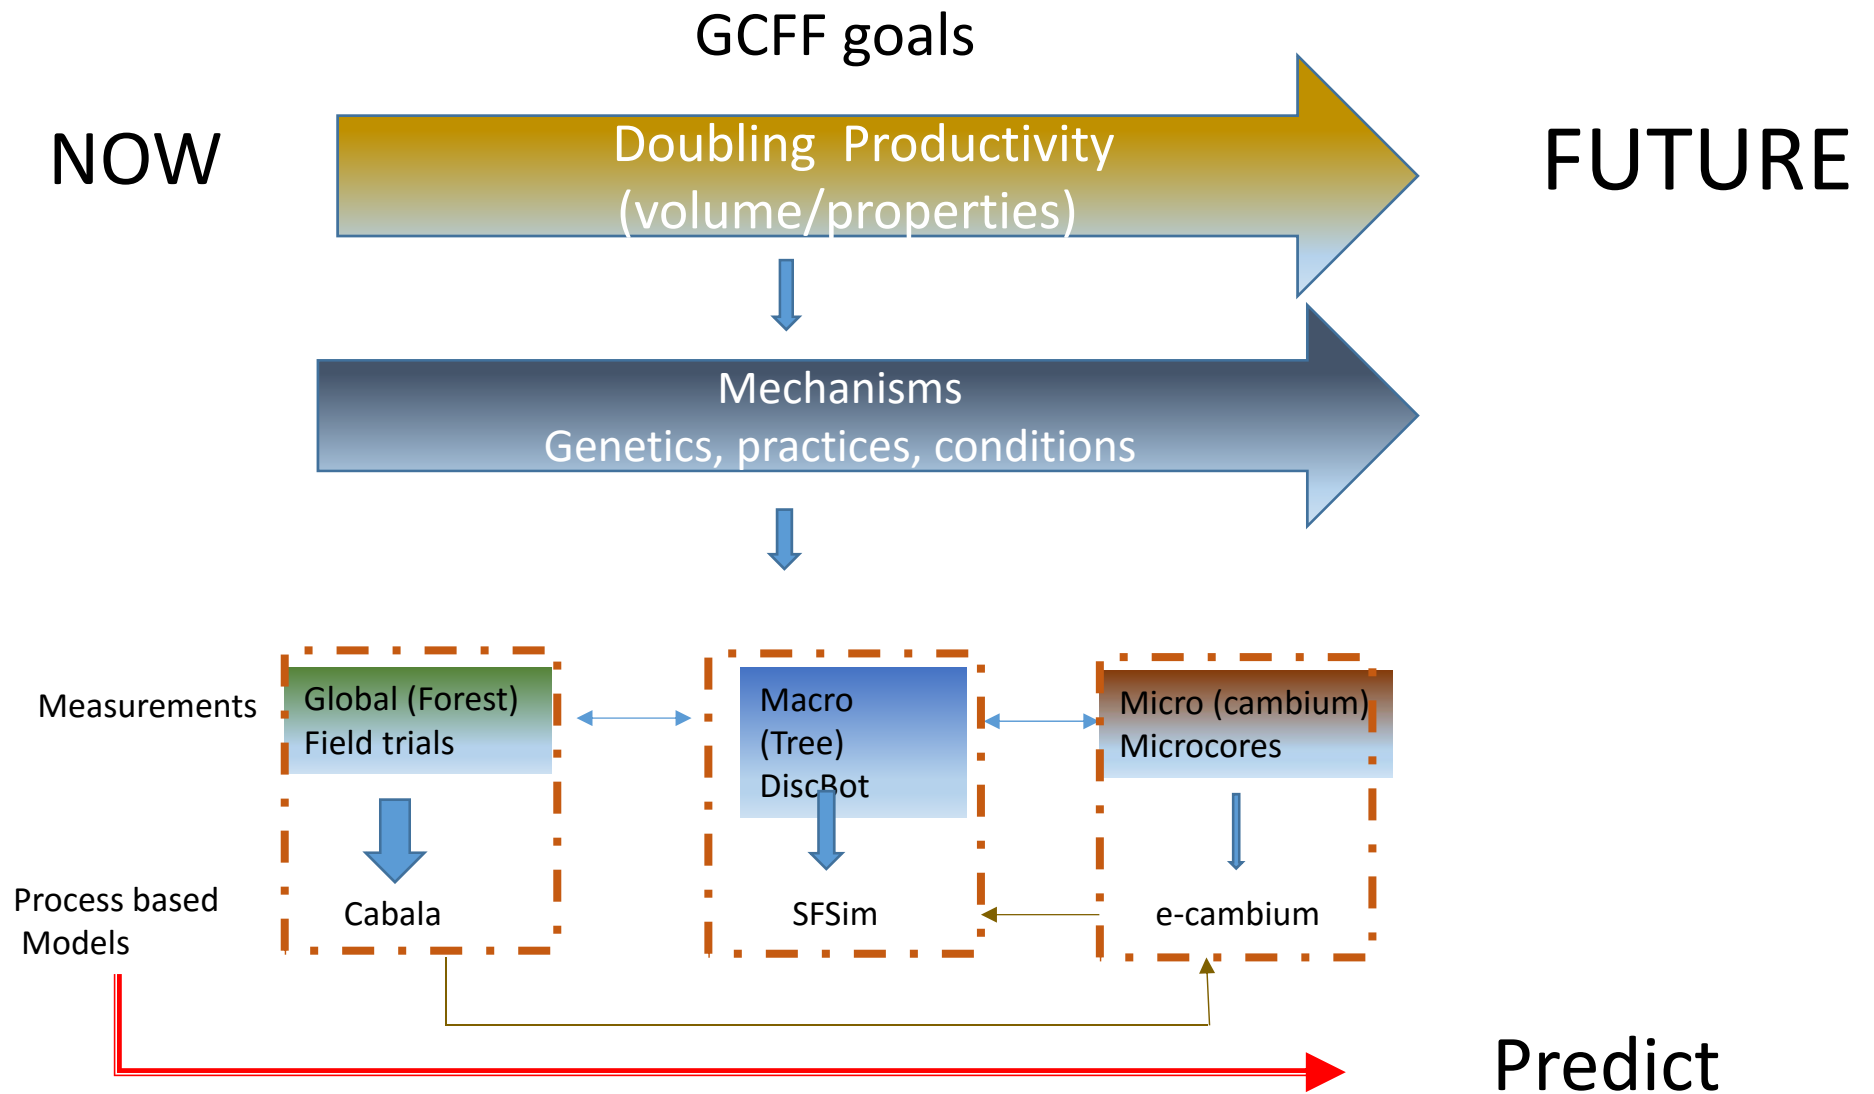 GCFF goals
NOW
Doubling  Productivity
(volume/properties)
FUTURE
Mechanisms
Genetics, practices, conditions
Measurements
Global (Forest)
Field trials
Macro
(Tree)
DiscBot
Micro (cambium)
Microcores
Process based
Models
Cabala
SFSim
e-cambium
Predict